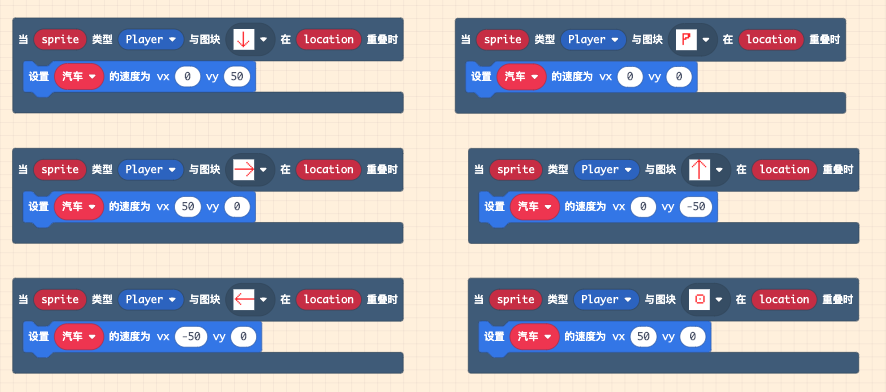 当 sprite 类型 Player 与图块 在 location 重叠时
设置 汽车 的速度为 vx 0 vy 50
当 sprite 类型 Player 与图块 P 在 location 重叠时
设置 汽车 的速度为 vx 0 vy 0
当 sprite 类型 Player 与图块 在 location 重叠时
设置 汽车 的速度为 vx 50 vy 0
当 sprite 类型 Player 与图块 在 location 重叠时
设置 汽车 的速度为 vx 0 vy -50
当 sprite 类型 Player 与图块 在 location 重叠时
设置 汽车 的速度为 vx -50 vy 0
当 sprite 类型 Player 与图块 在 location 重叠时
设置 汽车 的速度为 vx 50 vy 0